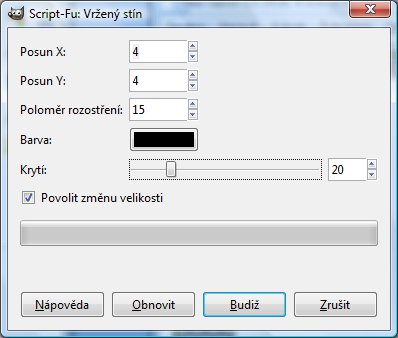 Script-Fu: Vržený stín
Posun X: 4
Posun Y: 4
Poloměr rozostření: 15
Barva:
Krytí: 20
Povolit změnu velikosti
Nápověda Obnovit Budiž Zrušit